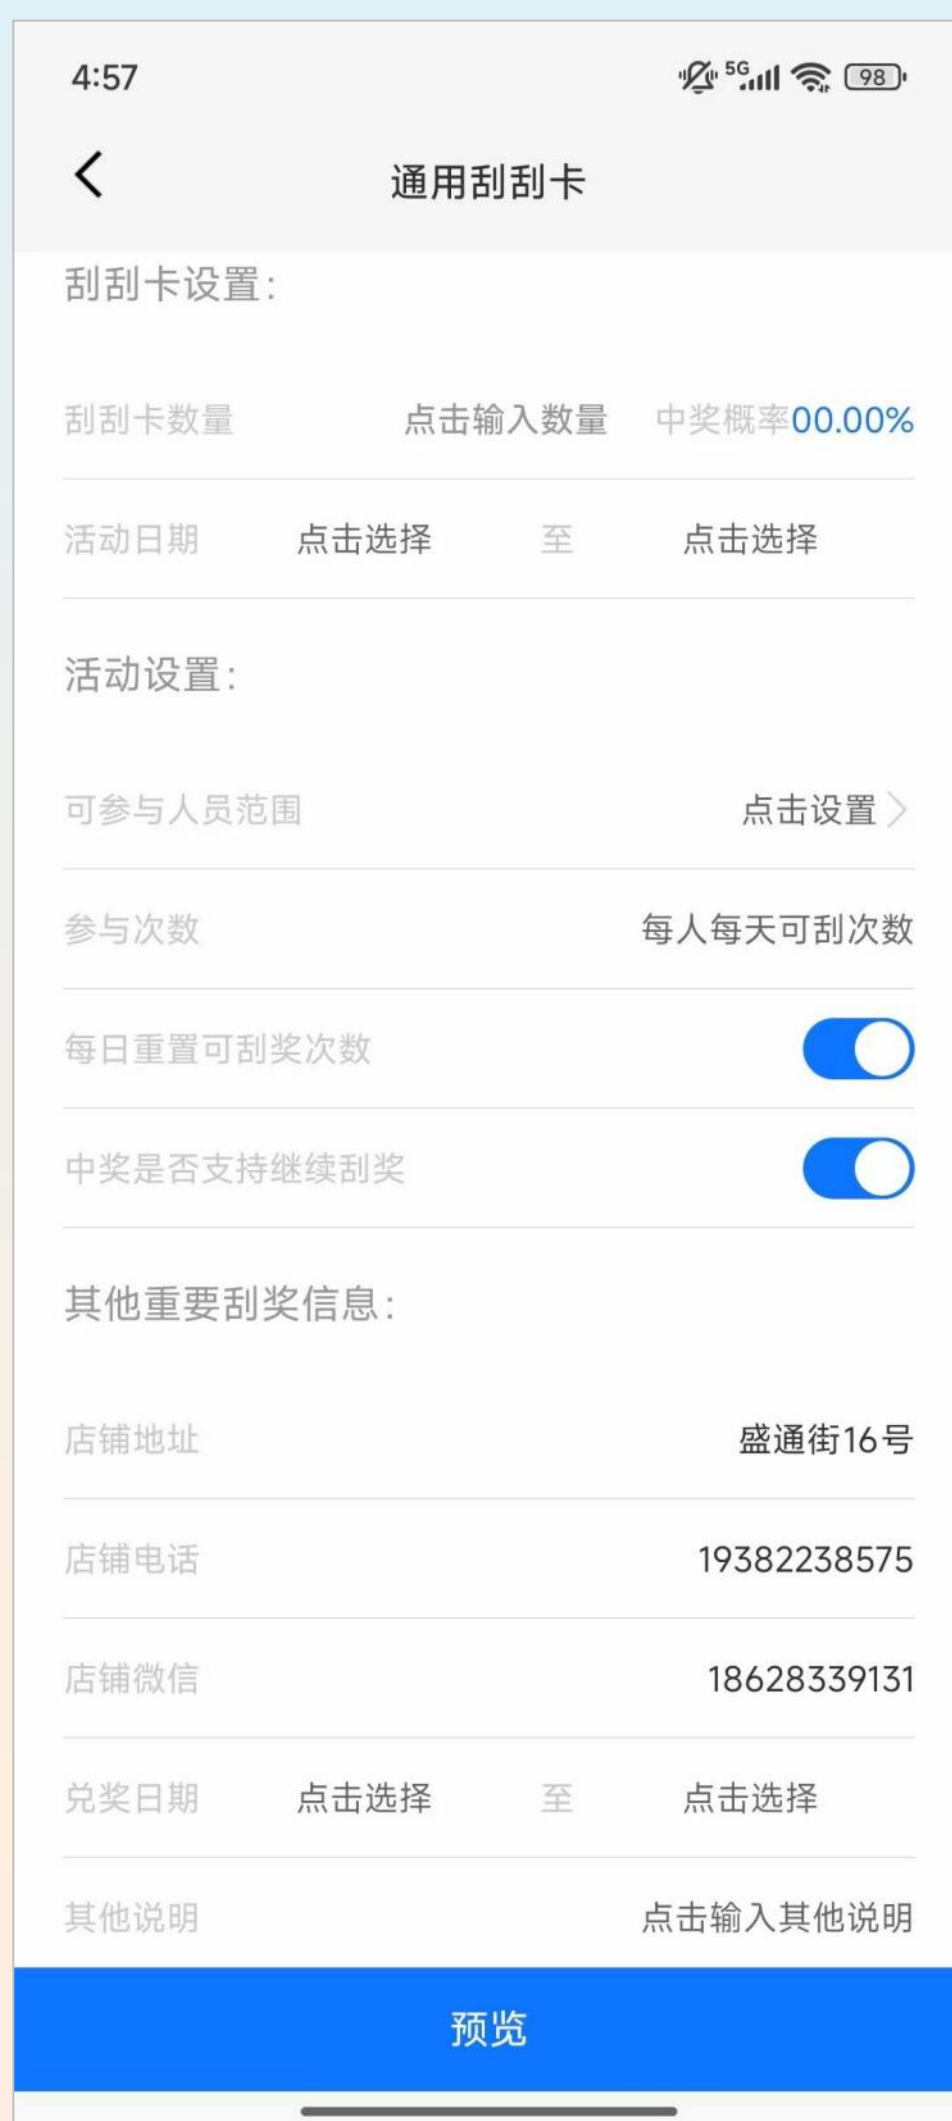 4:57 5G 98
通用刮刮卡
刮刮卡设置:
刮刮卡数量 点击输入数量 中奖概率00.00%
活动日期 点击选择 至 点击选择
活动设置:
可参与人员范围 点击设置
参与次数 每人每天可刮次数
每日重置可刮奖次数
中奖是否支持继续刮奖
其他重要刮奖信息:
店铺地址 盛通街16号
店铺电话 19382238575
店铺微信 18628339131
兑奖日期 点击选择 至 点击选择
其他说明 点击输入其他说明
预览